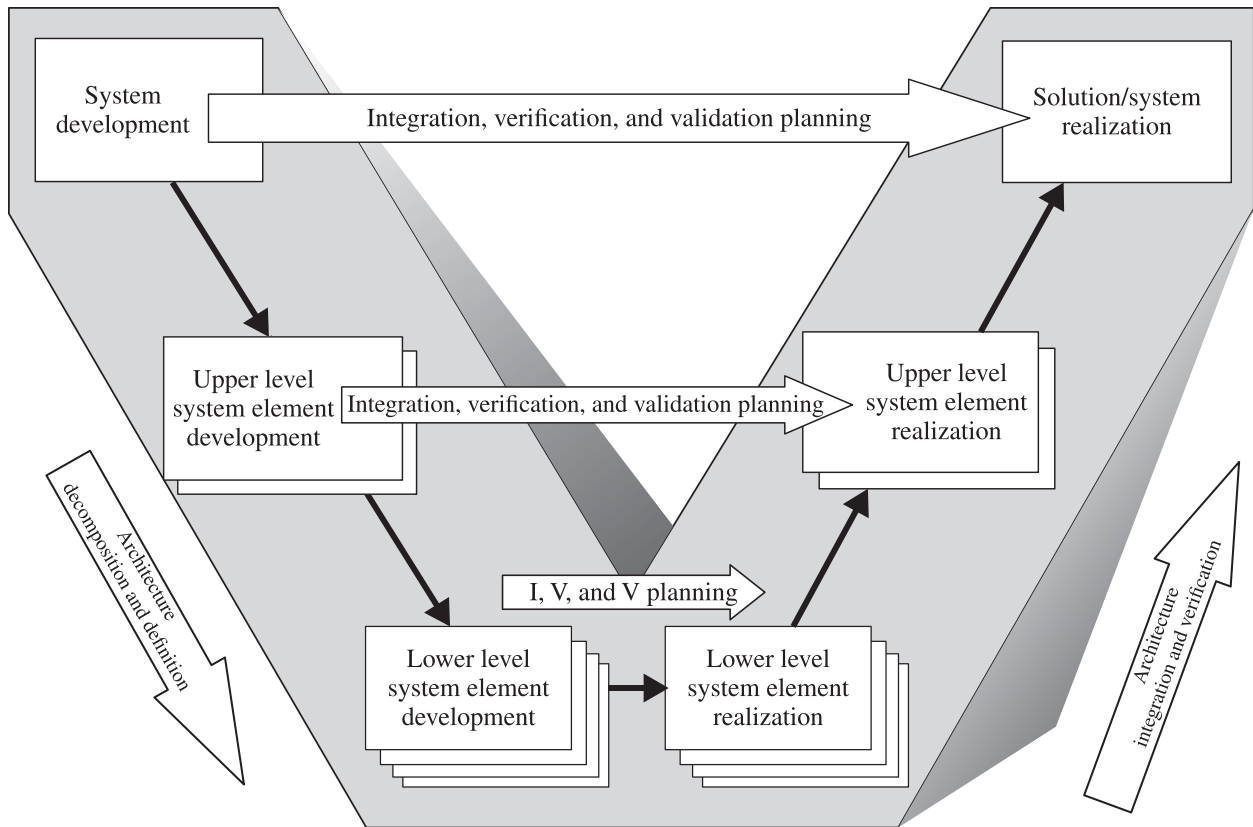 System
development
Integration, verification, and validation planning
Solution/system
realization
Upper level
system element
development
Integration, verification, and validation planning
Upper level
system element
realization
Architecture
decomposition and definition
I, V, and V planning
Architecture
integration and verification
Lower level
system element
development
Lower level
system element
realization